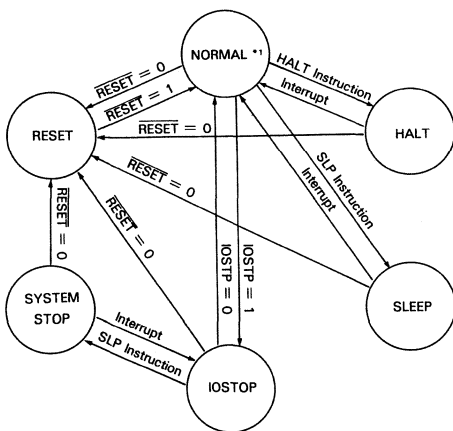 NORMAL *1
RESET = 0
RESET = 1
HALT Instruction
Interrupt
RESET
RESET = 0
HALT
RESET = 0
SLP Instruction
Interrupt
RESET = 0
RESET = 0
IOSTP = 0
IOSTP = 1
SYSTEM
STOP
Interrupt
SLP Instruction
SLEEP
IOSTOP